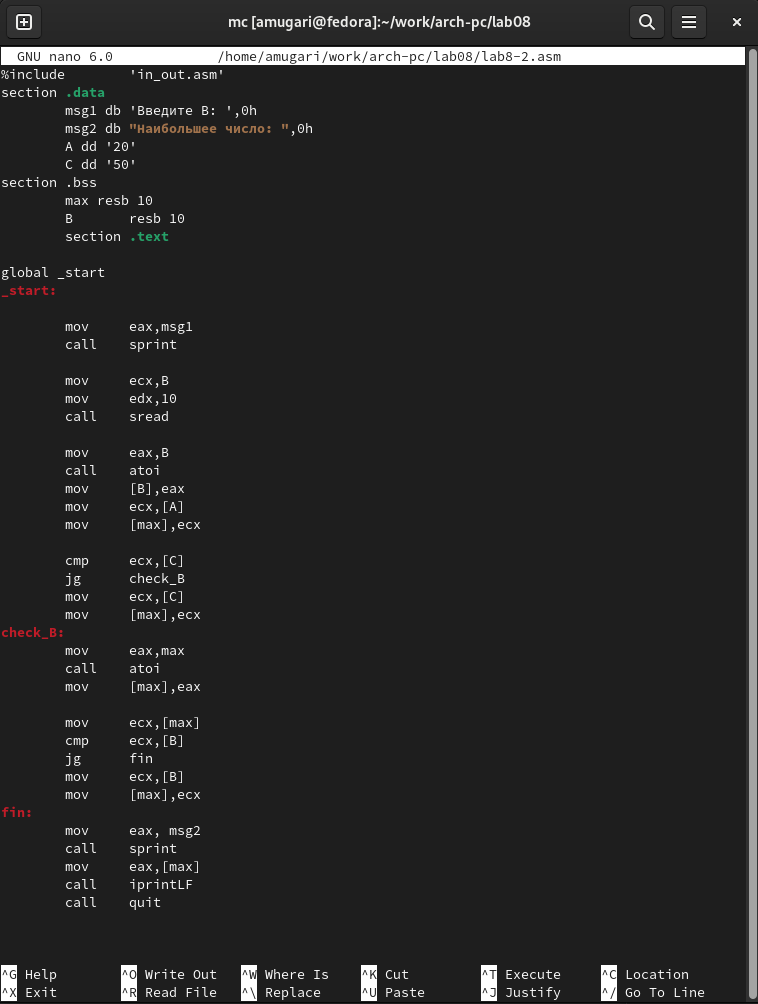 mc [amugari@fedora]:~/work/arch-pc/lab08
GNU nano 6.0 /home/amugari/work/arch-pc/lab08/lab8-2.asm
%include 'in_out.asm'
section .data
msg1 db 'Введите B: ',0h
msg2 db "Наибольшее число: ",0h
A dd '20'
C dd '50'
section .bss
max resb 10
B resb 10
section .text
global _start
_start:
mov eax,msg1
call sprint
mov ecx,B
mov edx,10
call sread
mov eax,B
call atoi
mov [B],eax
mov ecx,[A]
mov [max],ecx
cmp ecx,[C]
jg check_B
mov ecx,[C]
mov [max],ecx
check_B:
mov eax,max
call atoi
mov [max],eax
mov ecx,[max]
cmp ecx,[B]
jg fin
mov ecx,[B]
mov [max],ecx
fin:
mov eax, msg2
call sprint
mov eax,[max]
call iprintLF
call quit
^G Help ^O Write Out ^W Where Is ^K Cut ^T Execute ^C Location
^X Exit ^R Read File ^\ Replace ^U Paste ^J Justify ^/ Go To Line